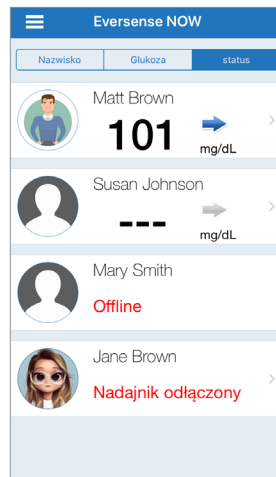 Eversense NOW
Nazwisko Glukoza status
Matt Brown
101
mg/dL
Susan Johnson
---
mg/dL
Mary Smith
Offline
Jane Brown
Nadajnik odłączony